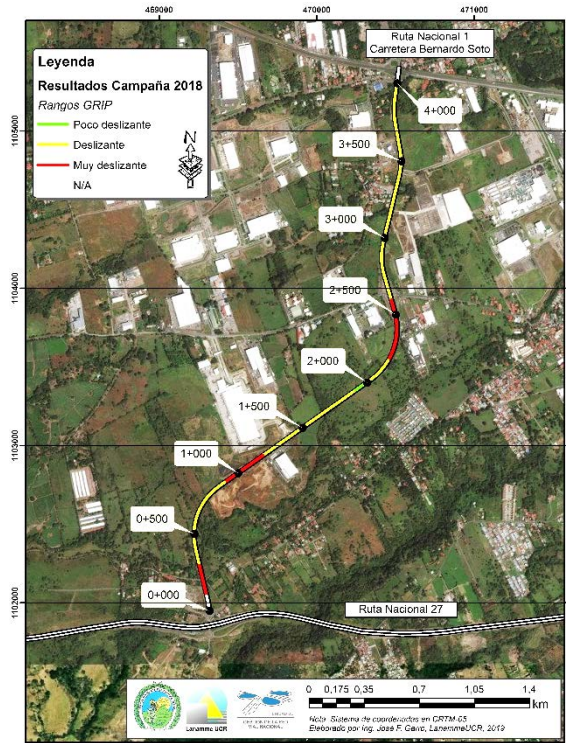 469000
470000
471000
Ruta Nacional 1
Carretera Bernardo Soto
Leyenda
Resultados Campaña 2018
Rangos GRIP
Poco deslizante
Deslizante
Muy deslizante
N/A
N
4+000
1105000
3+500
3+000
1104000
2+500
2+000
1+500
1103000
1+000
0+500
0+000
1102000
Ruta Nacional 27
Lanamme UCR
0 0,175 0,35 0,7 1,05 1,4
km
Nota: Sistema de coordenadas en CRTM-05
Elaborado por Ing. José F. Garro, LanammeUCR, 2019